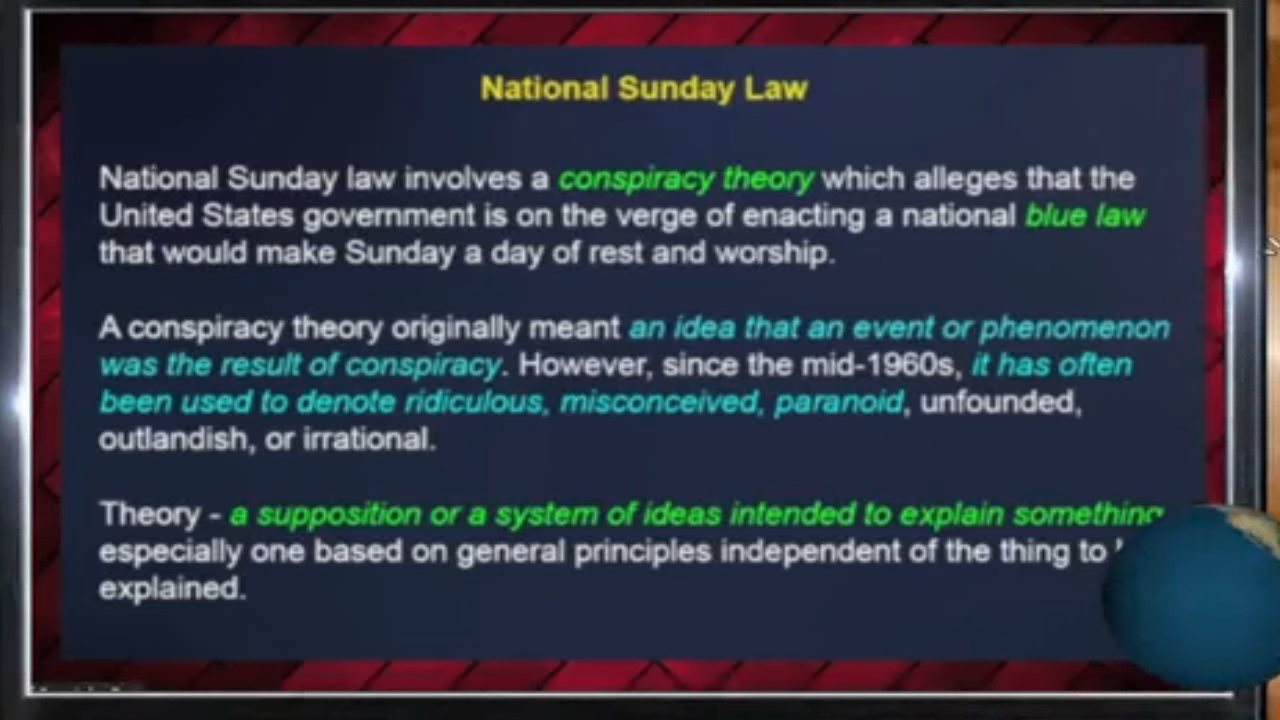 National Sunday Law
National Sunday law involves a conspiracy theory which alleges that the
United States government is on the verge of enacting a national blue law
that would make Sunday a day of rest and worship.
A conspiracy theory originally meant an idea that an event or phenomenon
was the result of conspiracy. However, since the mid-1960s, it has often
been used to denote ridiculous, misconceived, paranoid, unfounded,
outlandish, or irrational.
Theory - a supposition or a system of ideas intended to explain something
especially one based on general principles independent of the thing to
explained.